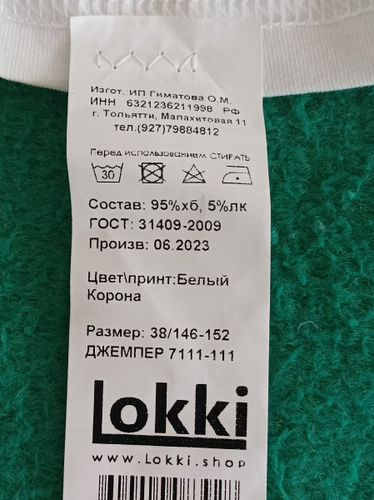 Изгот. ИП Гиматова О.М.
ИНН 6321236211998 РФ
г. Тольятти, Малахитовая 11
тел.(927)79884812
Перед использованием СТИРАТЬ
30
Состав: 95%хб, 5%лк
ГОСТ: 31409-2009
Произв: 06.2023
Цвет\принт:Белый
Корона
Размер: 38/146-152
ДЖЕМПЕР 7111-111
Lokki
www.Lokki.shop